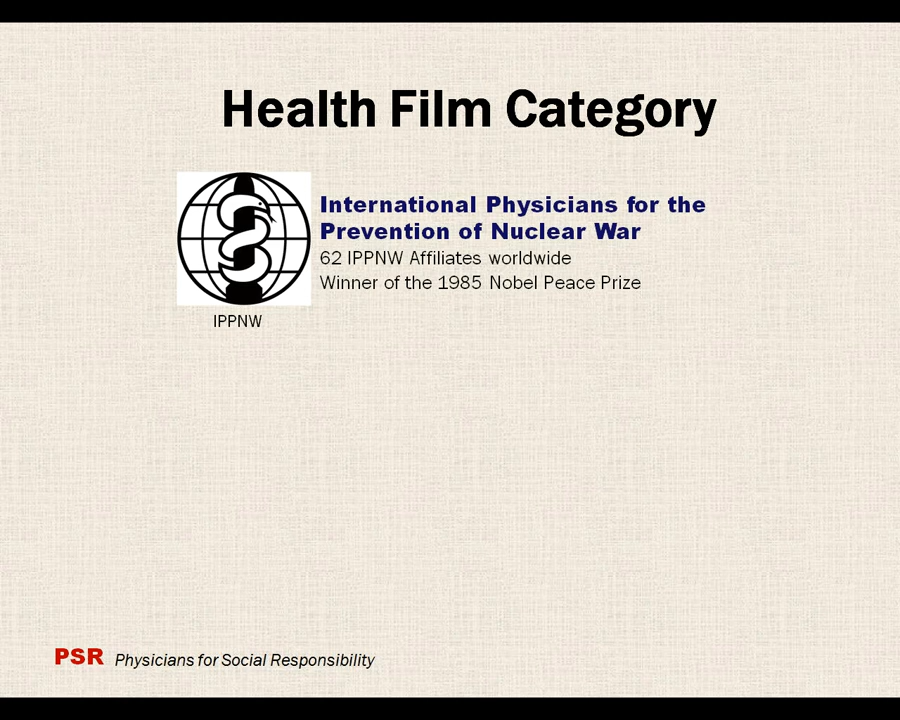 Health Film Category
International Physicians for the
Prevention of Nuclear War
62 IPPNW Affiliates worldwide
Winner of the 1985 Nobel Peace Prize
IPPNW
PSR Physicians for Social Responsibility